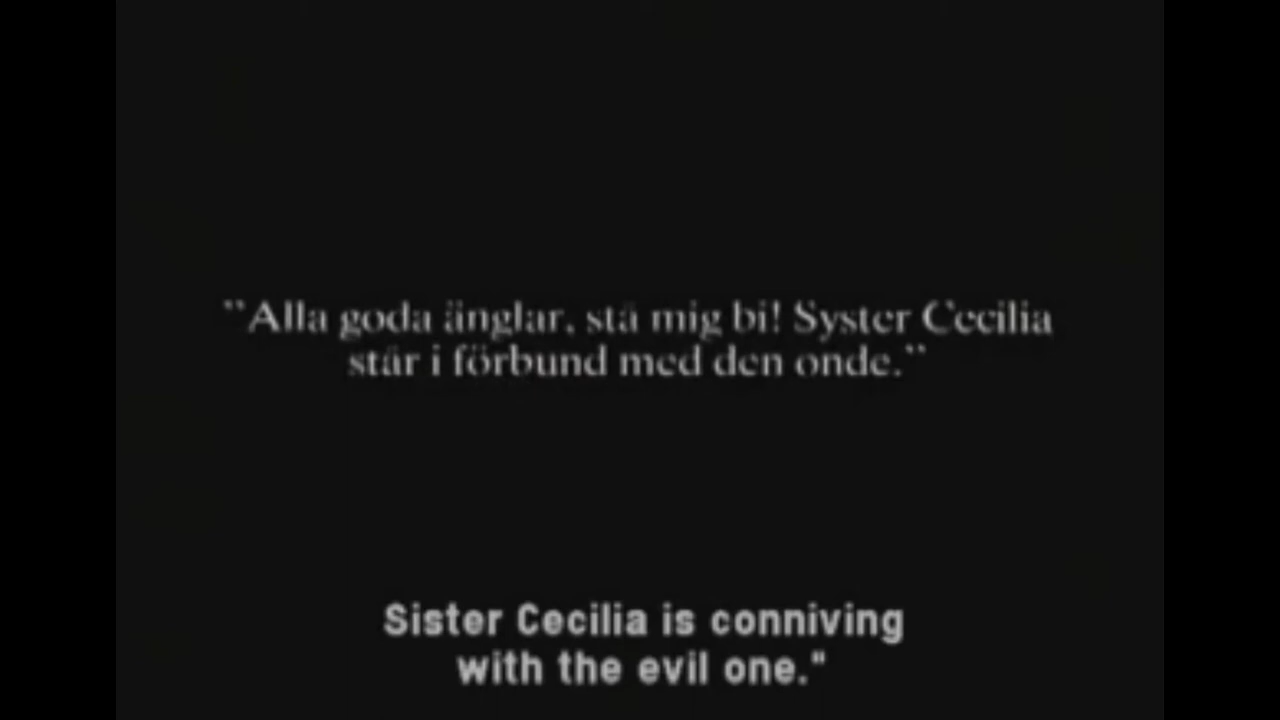 "Alla goda änglar, stå mig bi! Syster Cecilia
står i förbund med den onde."
Sister Cecilia is conniving
with the evil one."